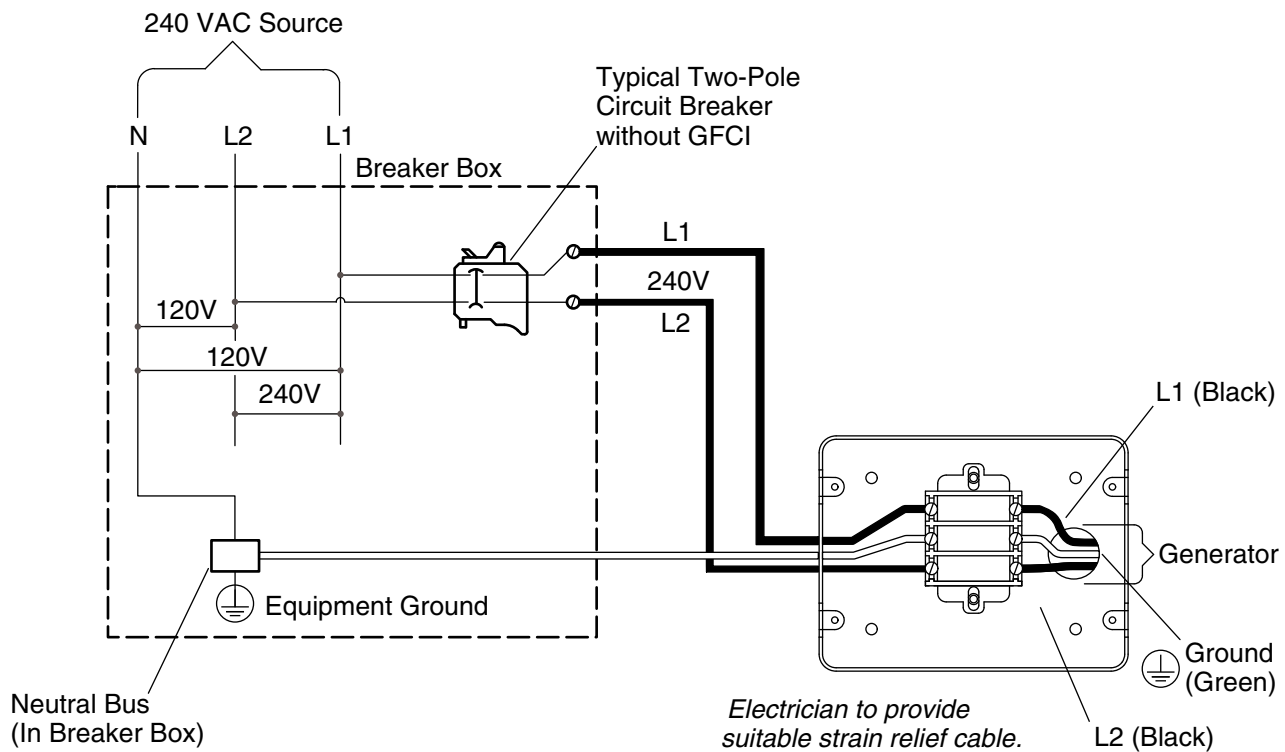 240 VAC Source
N
L2
L1
Typical Two-Pole
Circuit Breaker
without GFCI
Breaker Box
L1
240V
L2
120V
120V
240V
L1 (Black)
Generator
Equipment Ground
Ground
(Green)
Neutral Bus
(In Breaker Box)
Electrician to provide
suitable strain relief cable.
L2 (Black)